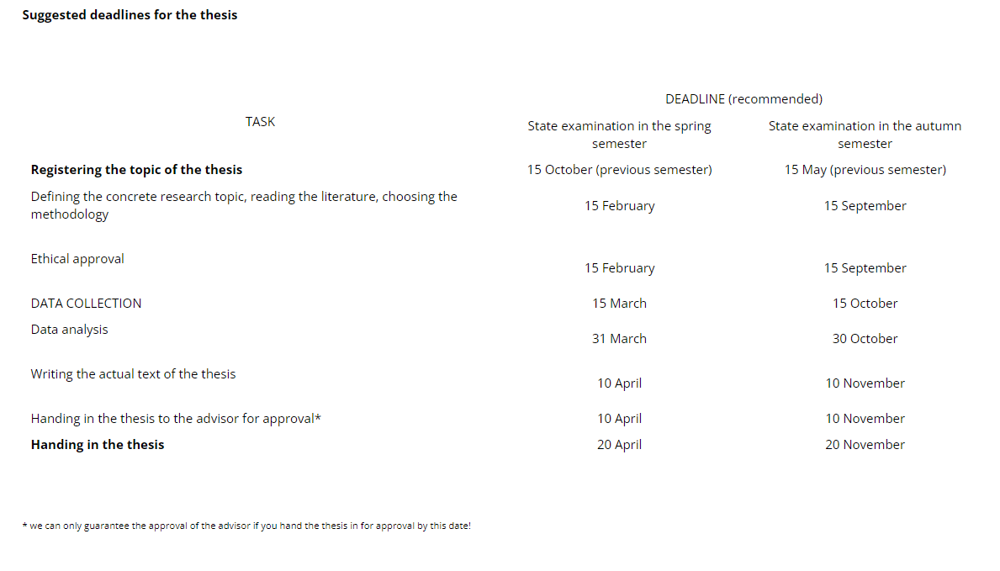 Suggested deadlines for the thesis
DEADLINE (recommended)
TASK
State examination in the spring semester
State examination in the autumn semester
Registering the topic of the thesis
15 October (previous semester)
15 May (previous semester)
Defining the concrete research topic, reading the literature, choosing the
methodology
15 February
15 September
Ethical approval
15 February
15 September
DATA COLLECTION
15 March
15 October
Data analysis
31 March
30 October
Writing the actual text of the thesis
10 April
10 November
Handing in the thesis to the advisor for approval*
10 April
10 November
Handing in the thesis
20 April
20 November
* we can only guarantee the approval of the advisor if you hand the thesis in for approval by this date!